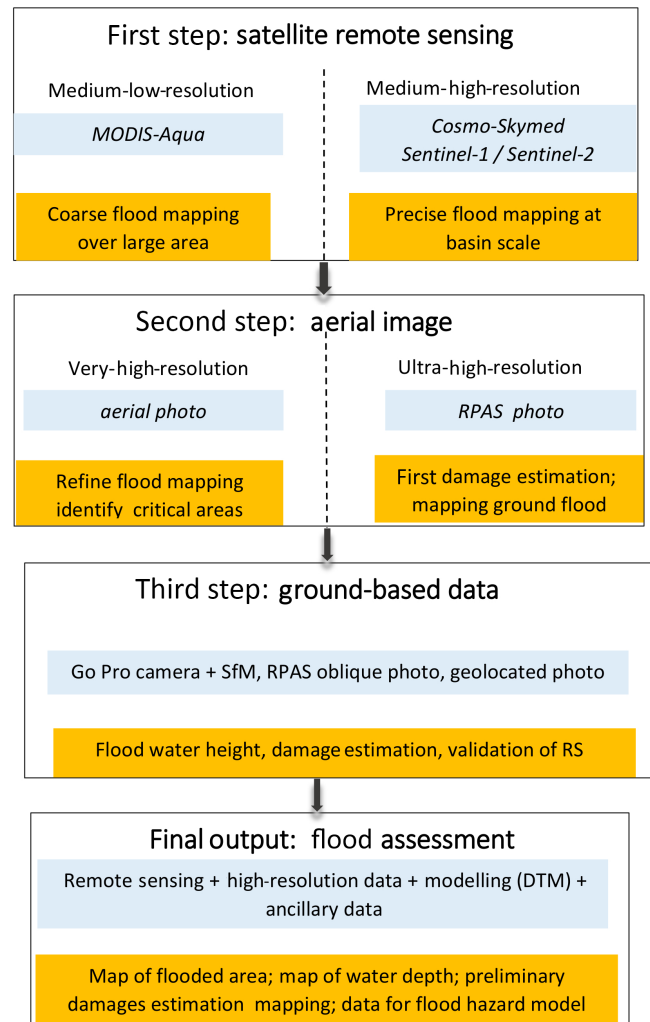 First step: satellite remote sensing
Medium-low-resolution
MODIS-Aqua
Coarse flood mapping
over large area
Medium-high-resolution
Cosmo-Skymed
Sentinel-1 / Sentinel-2
Precise flood mapping at
basin scale
Second step: aerial image
Very-high-resolution
aerial photo
Refine flood mapping
identify critical areas
Ultra-high-resolution
RPAS photo
First damage estimation;
mapping ground flood
Third step: ground-based data
Go Pro camera + SfM, RPAS oblique photo, geolocated photo
Flood water height, damage estimation, validation of RS
Final output: flood assessment
Remote sensing + high-resolution data + modelling (DTM) +
ancillary data
Map of flooded area; map of water depth; preliminary
damages estimation mapping; data for flood hazard model